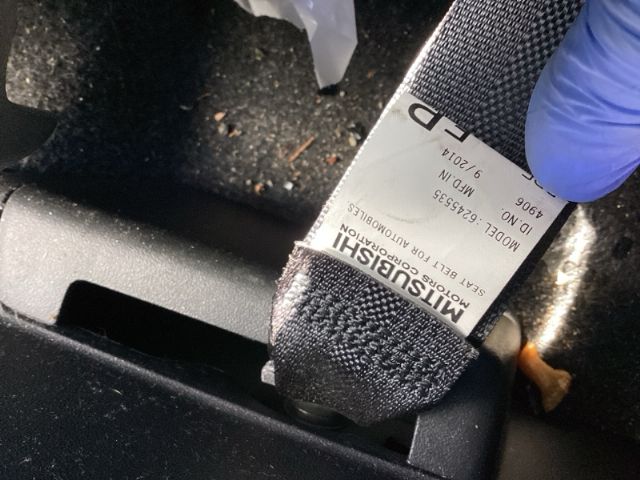 MITSUBISHI
MOTORS CORPORATION
SEAT BELT FOR AUTOMOBILES.
MODEL :6245535
ID.NO. MFD.IN
4906 9/2014